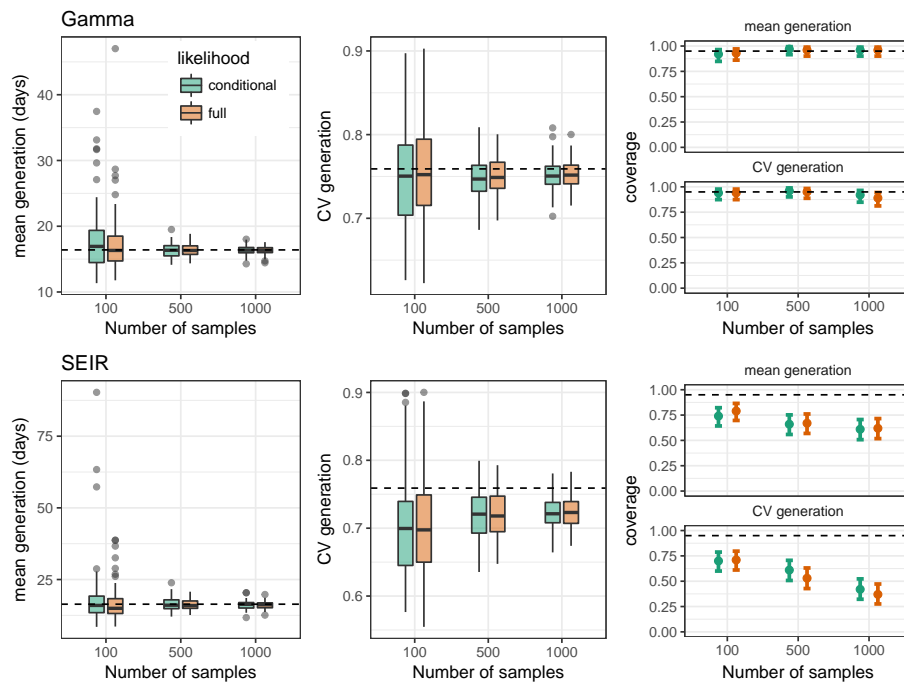 Gamma
mean generation (days)
40
30
20
10
likelihood
conditional
full
100
500
1000
Number of samples
CV generation
0.9
0.8
0.7
100
500
1000
Number of samples
coverage
mean generation
1.00
0.75
0.50
0.25
0.00
CV generation
1.00
0.75
0.50
0.25
0.00
100
500
1000
Number of samples
SEIR
mean generation (days)
75
50
25
100
500
1000
Number of samples
CV generation
0.9
0.8
0.7
0.6
100
500
1000
Number of samples
coverage
mean generation
1.00
0.75
0.50
0.25
0.00
CV generation
1.00
0.75
0.50
0.25
0.00
100
500
1000
Number of samples